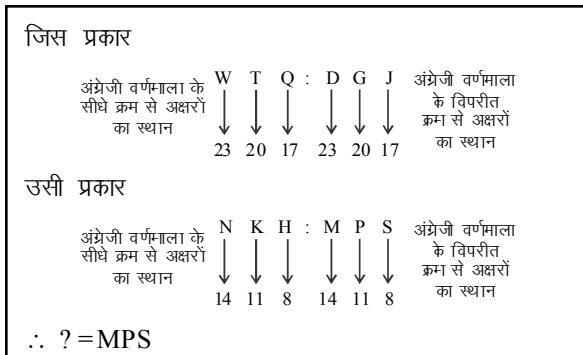 जिस प्रकार
अंग्रेजी वर्णमाला के
सीधे क्रम से अक्षरों
का स्थान
W T Q : D G J
23 20 17 23 20 17
अंग्रेजी वर्णमाला
के विपरीत
क्रम से अक्षरों
का स्थान
उसी प्रकार
अंग्रेजी वर्णमाला के
सीधे क्रम से अक्षरों
का स्थान
N K H : M P S
14 11 8 14 11 8
अंग्रेजी वर्णमाला
के विपरीत
क्रम से अक्षरों
का स्थान
∴ ? = MPS